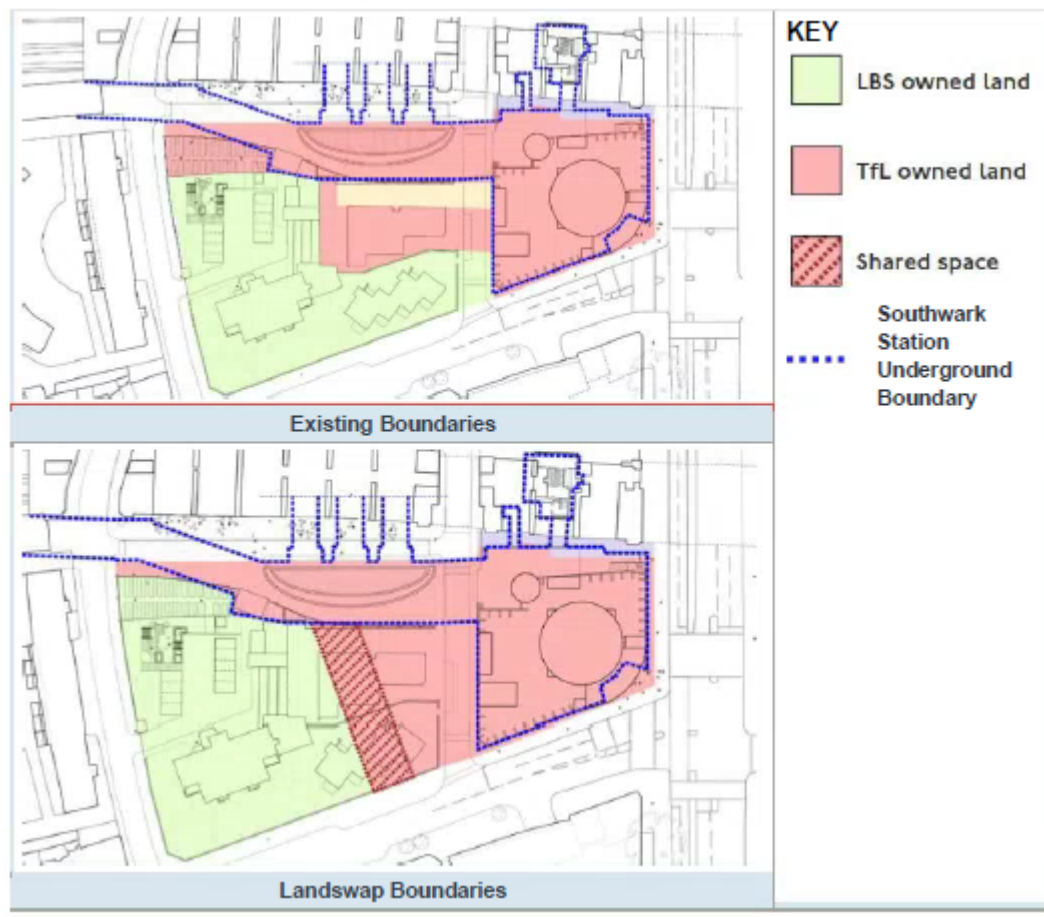 KEY
LBS owned land
TfL owned land
Shared space
Southwark
Station
Underground
Boundary
Existing Boundaries
Landswap Boundaries